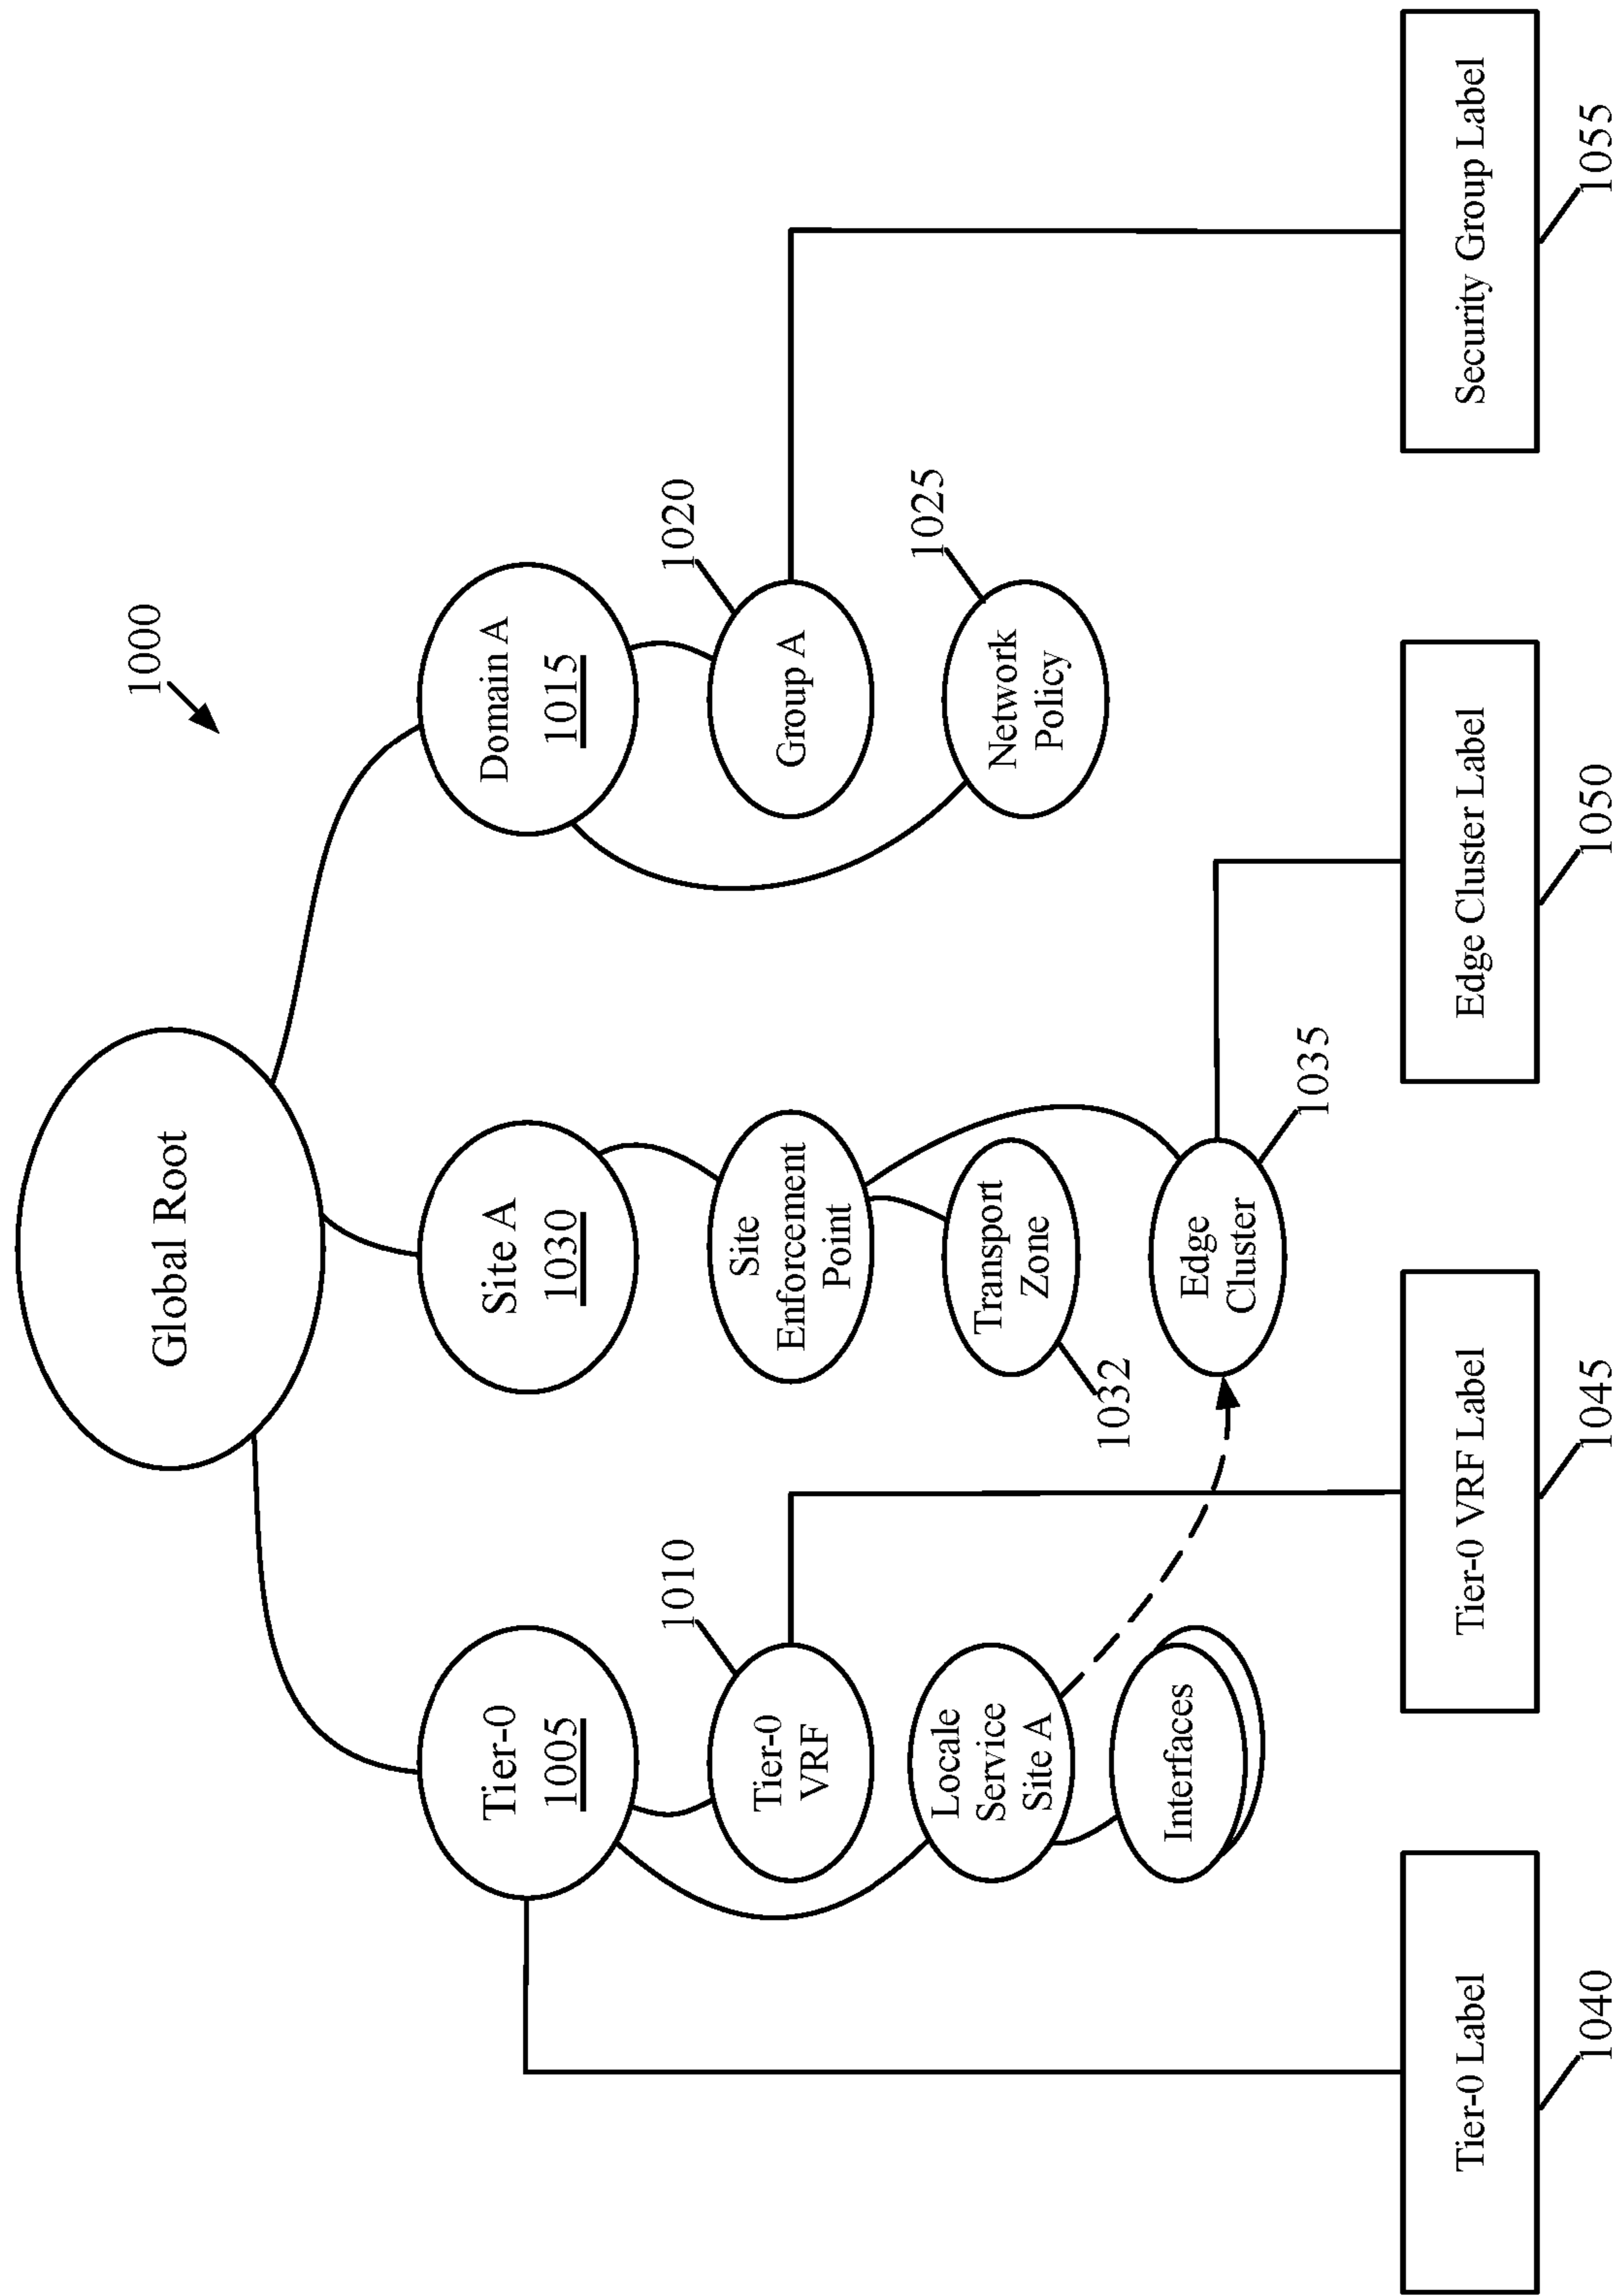 1000
Global Root
Tier-0
1005
Site A
1030
Domain A
1015
1010
1020
Tier-0
VRF
Site
Enforcement
Point
Group A
1025
Locale
Service
Site A
Transport
Zone
Network
Policy
1032
Interfaces
Edge
Cluster
1035
Tier-0 Label
Tier-0 VRF Label
Edge Cluster Label
Security Group Label
1040
1045
1050
1055